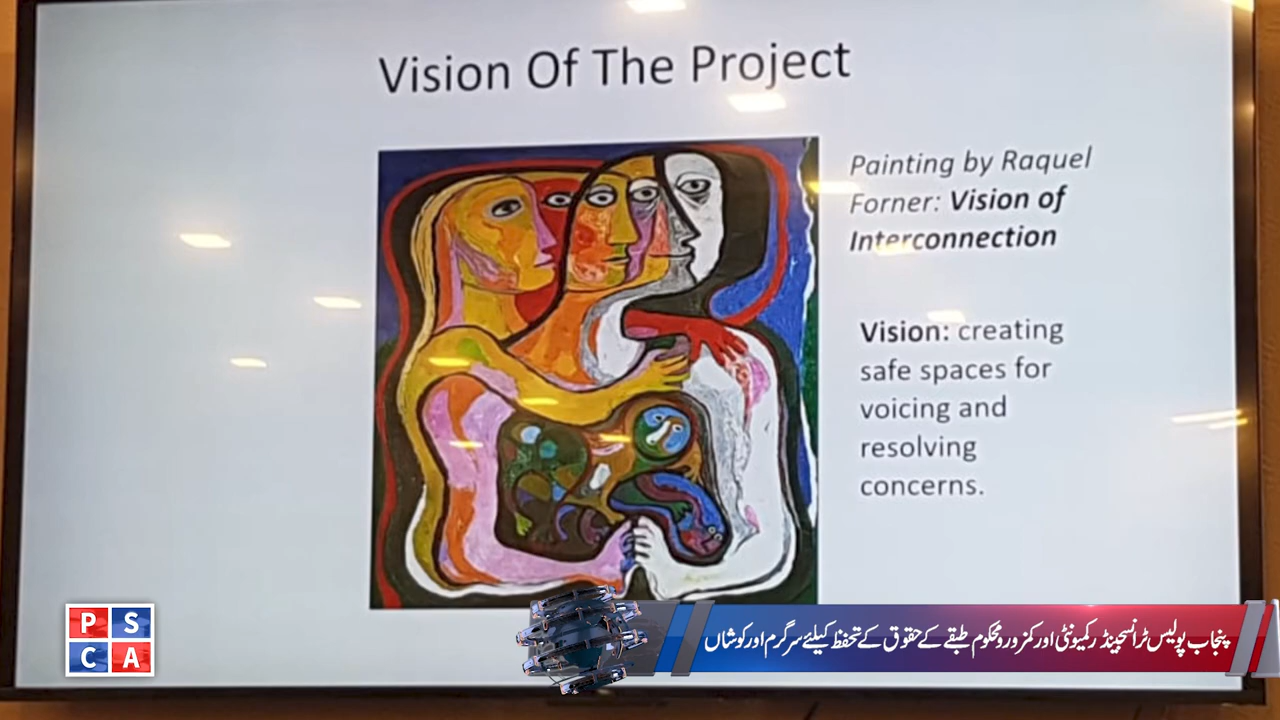 Vision Of The Project
Painting by Raquel
Forner: Vision of
Interconnection
Vision: creating
safe spaces for
voicing and
resolving
concerns.
P S
C A
پنجاب پولیس ٹرانسجینڈر کمیونٹی اور کمزور و محکوم طبقے کے حقوق کے تحفظ کیلئے سرگرم اور کوشاں